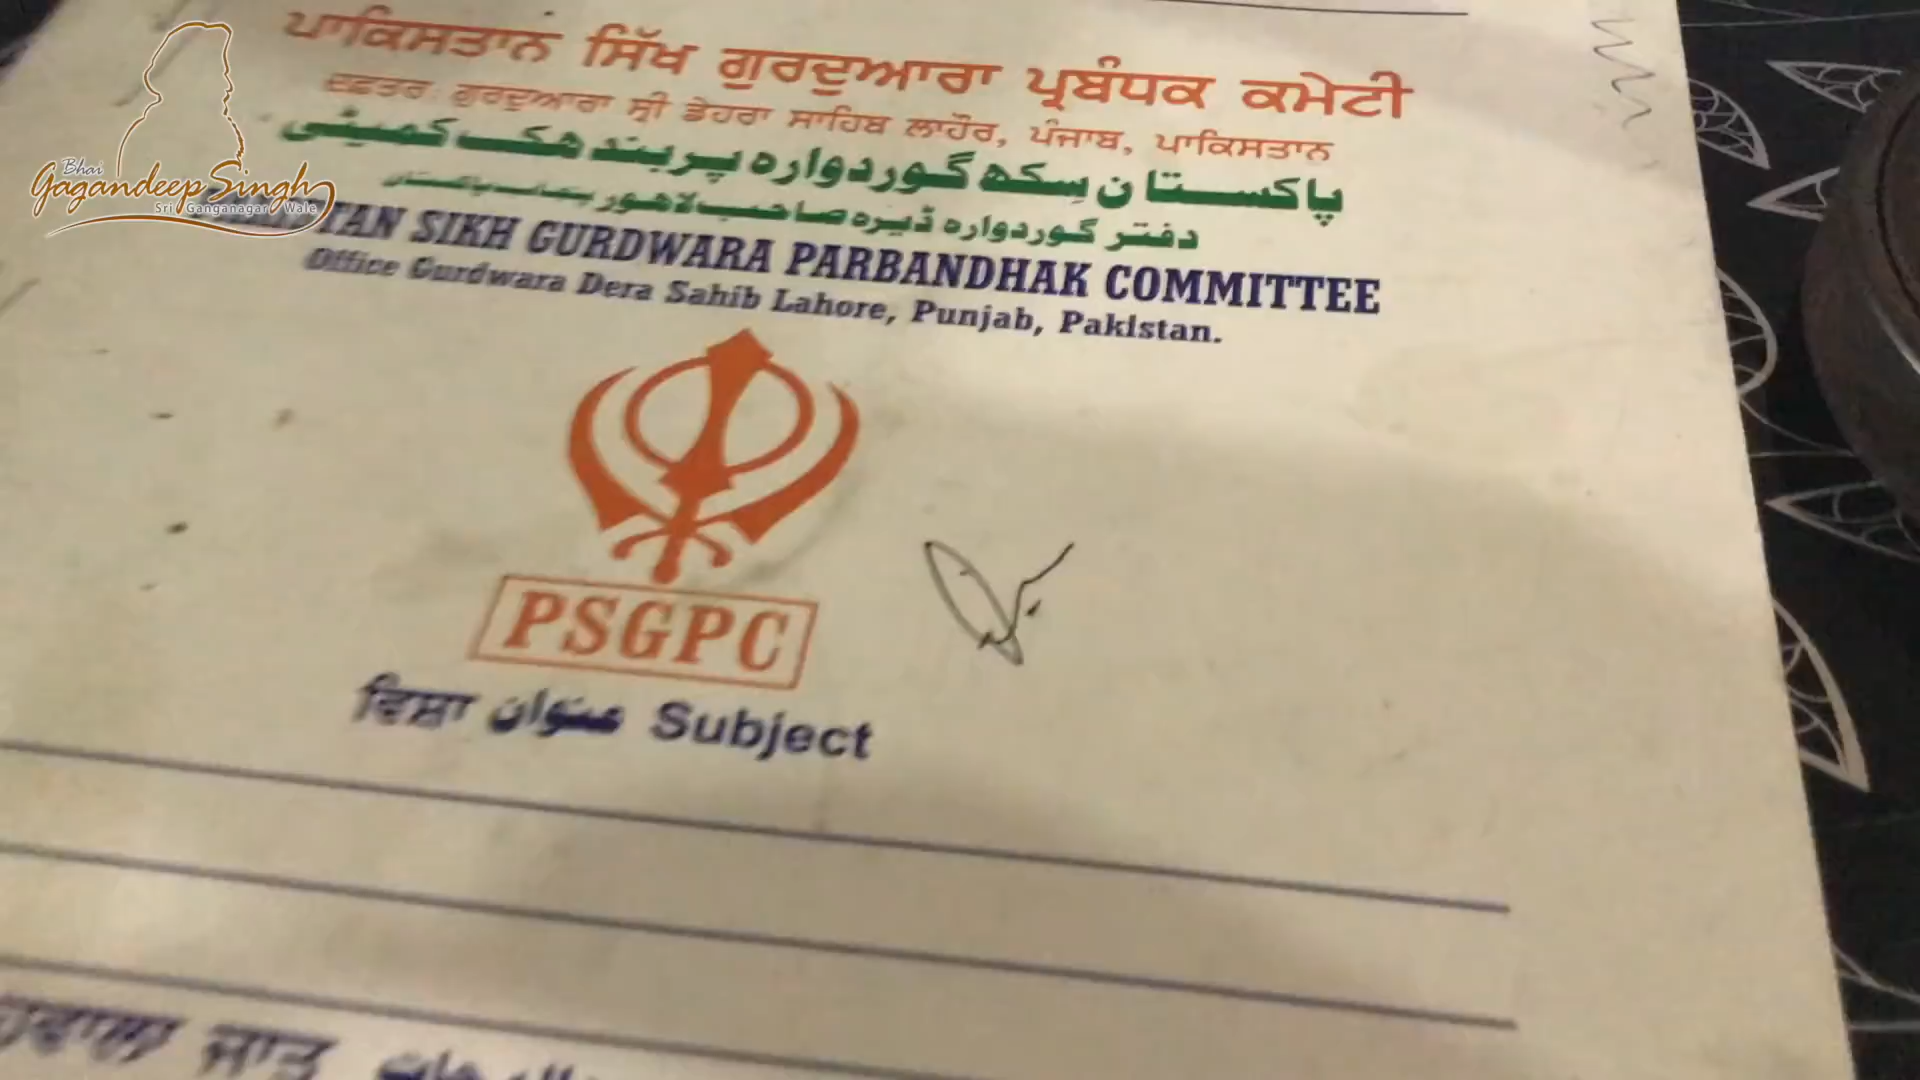 Bhai
Gagandeep Singh
Sri Ganganagar Wale
ਪਾਕਿਸਤਾਨ ਸਿੱਖ ਗੁਰਦੁਆਰਾ ਪ੍ਰਬੰਧਕ ਕਮੇਟੀ
ਦਫ਼ਤਰ ਗੁਰਦੁਆਰਾ ਸ੍ਰੀ ਡੇਹਰਾ ਸਾਹਿਬ ਲਾਹੌਰ, ਪੰਜਾਬ, ਪਾਕਿਸਤਾਨ
پاکستان سکھ گوردوارہ پربندھک کمیٹی
دفتر گوردوارہ ڈیرہ صاحب لاہور پنجاب پاکستان
SIKH GURDWARA PARBANDHAK COMMITTEE
Office Gurdwara Dera Sahib Lahore, Punjab, Pakistan.
PSGPC
ਵਿਸ਼ਾ عنوان Subject